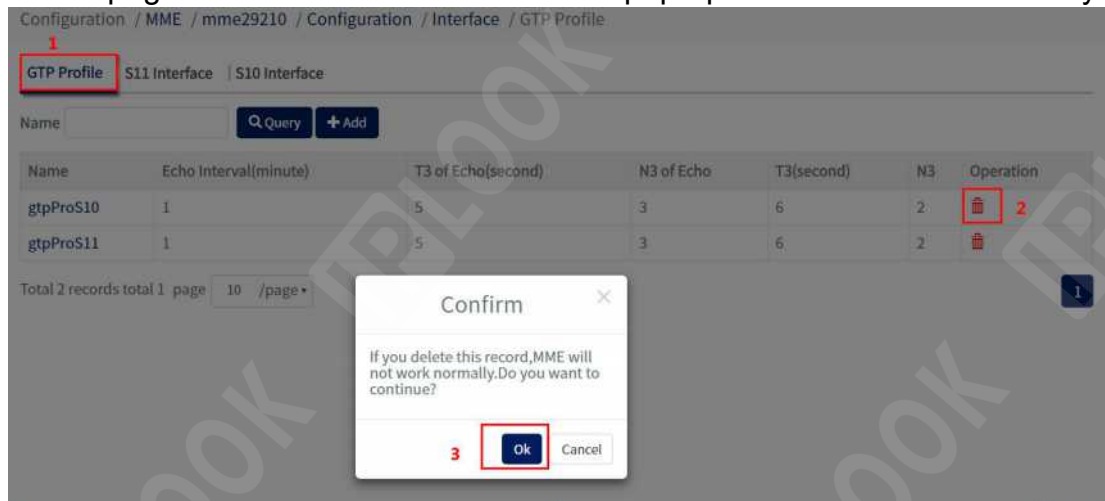 Configuration / MME / mme29210 / Configuration / Interface / GTP Profile
1
GTP Profile S11 Interface | S10 Interface
Name Query + Add
Name Echo Interval(minute) T3 of Echo(second) N3 of Echo T3(second) N3 Operation
gtpProS10 1 5 3 6 2 2
gtpProS11 1 5 3 6 2
Total 2 records total 1 page 10 /page 1
Confirm ×
If you delete this record,MME will
not work normally.Do you want to
continue?
3 Ok Cancel
IPLOOK